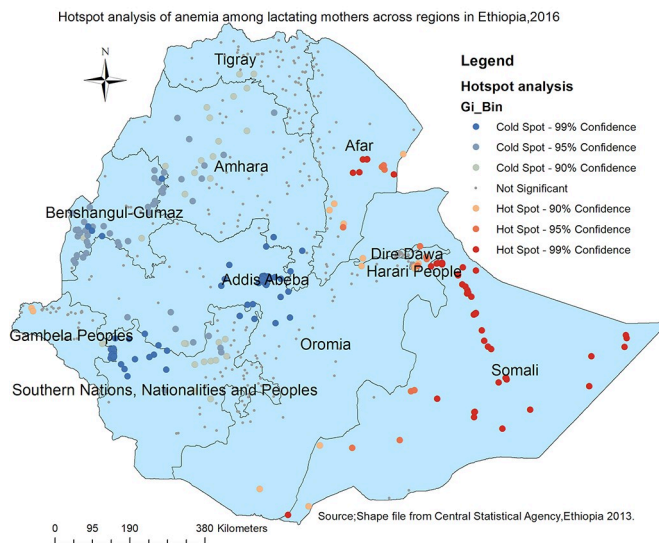 Hotspot analysis of anemia among lactating mothers across regions in Ethiopia,2016
N
Tigray
Afar
Amhara
Benshangul-Gumaz
Dire Dawa
Harari People
Addis Abeba
Gambela Peoples
Oromia
Somali
Southern Nations, Nationalities and Peoples
Legend
Hotspot analysis
Gi_Bin
Cold Spot - 99% Confidence
Cold Spot - 95% Confidence
Cold Spot - 90% Confidence
Not Significant
Hot Spot - 90% Confidence
Hot Spot - 95% Confidence
Hot Spot - 99% Confidence
Source;Shape file from Central Statistical Agency,Ethiopia 2013.
0 95 190 380 Kilometers